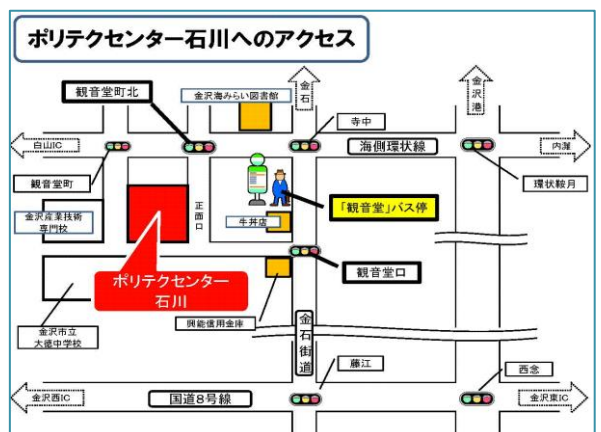 ポリテクセンター石川へのアクセス
観音堂町北
金沢海みらい図書館
金石
金沢港
寺中
白山IC
海側環状線
内灘
観音堂町
環状鞍月
金沢産業技術
専門校
正面口
「観音堂」バス停
牛丼店
ポリテクセンター
石川
観音堂口
興能信用金庫
金沢市立
大徳中学校
金石街道
藤江
西念
金沢西IC
国道8号線
金沢東IC